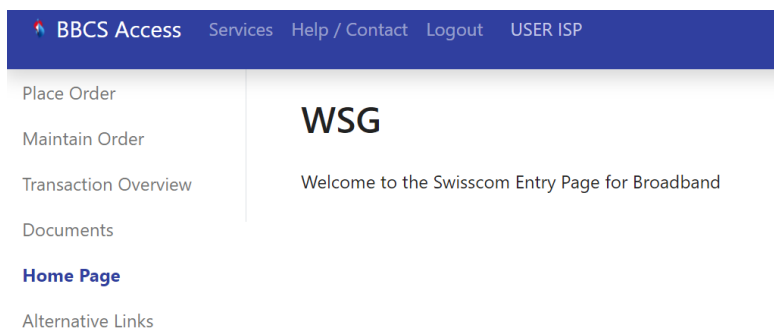 BBCS Access Services Help / Contact Logout USER ISP
Place Order
Maintain Order
Transaction Overview
Documents
Home Page
Alternative Links
WSG
Welcome to the Swisscom Entry Page for Broadband